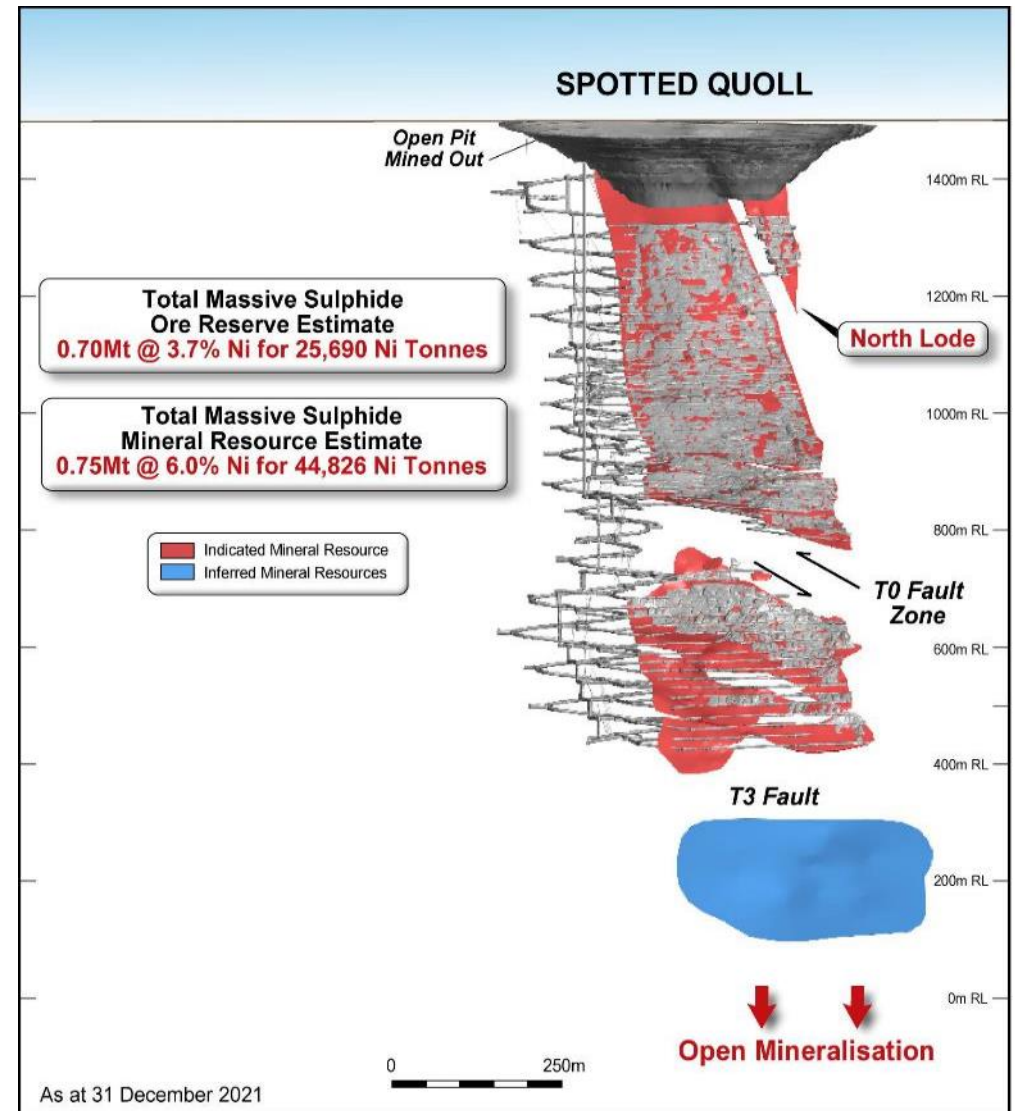 SPOTTED QUOLL
Open Pit
Mined Out
1400m RL
Total Massive Sulphide
Ore Reserve Estimate
0.70Mt @ 3.7% Ni for 25,690 Ni Tonnes
1200m RL
North Lode
Total Massive Sulphide
Mineral Resource Estimate
0.75Mt @ 6.0% Ni for 44,826 Ni Tonnes
1000m RL
800m RL
Indicated Mineral Resource
Inferred Mineral Resources
T0 Fault
Zone
600m RL
400m RL
T3 Fault
200m RL
0m RL
Open Mineralisation
0 250m
As at 31 December 2021